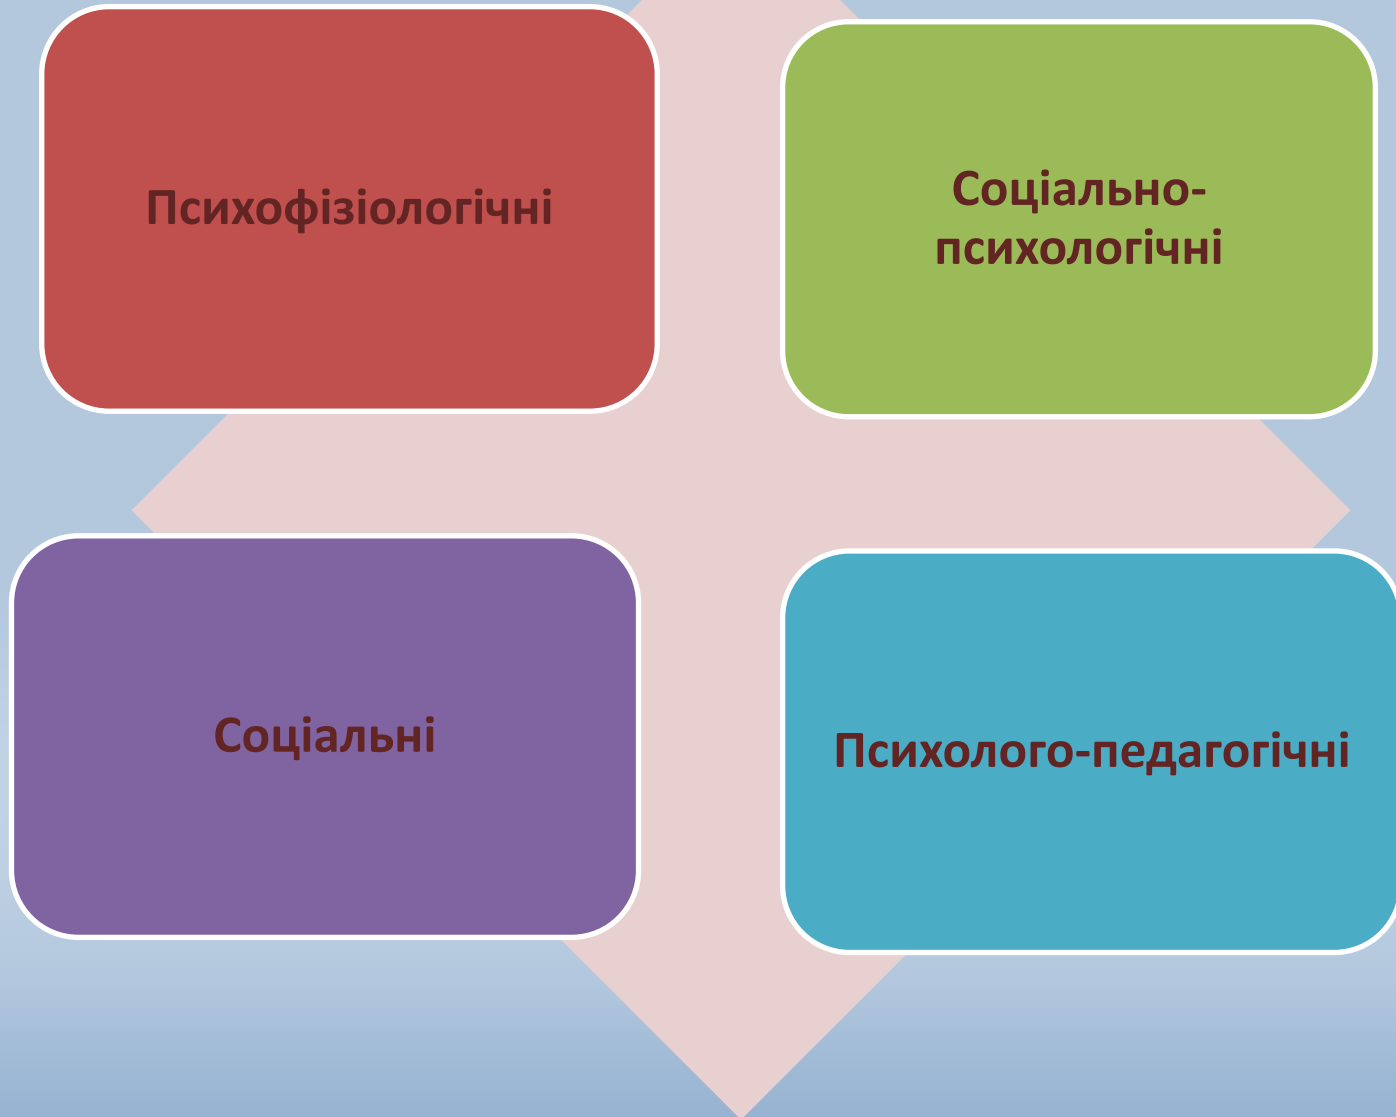 Психофізіологічні
Соціально-
психологічні
Соціальні
Психолого-педагогічні